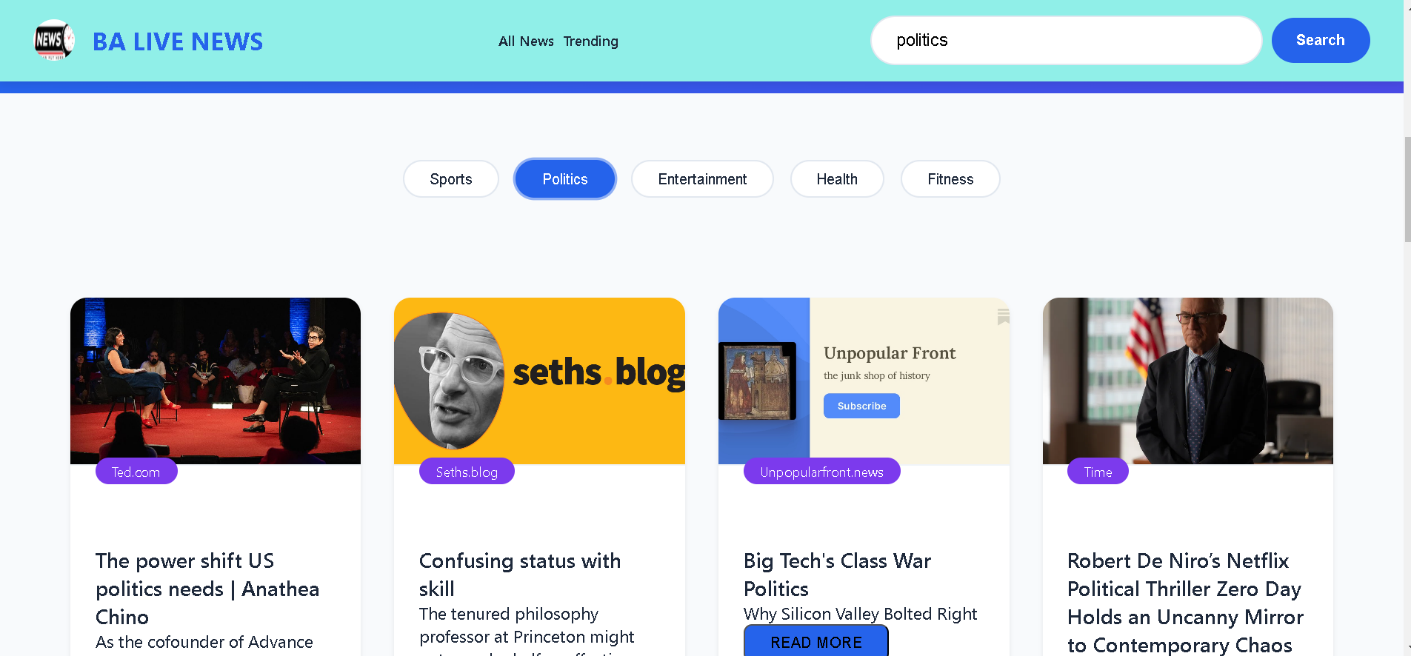 NEWS
BA LIVE NEWS
All News Trending
politics
Search
Sports
Politics
Entertainment
Health
Fitness
seths.blog
Unpopular Front
the junk shop of history
Subscribe
Ted.com
Seths.blog
Unpopularfront.news
Time
The power shift US
politics needs | Anathea
Chino
As the cofounder of Advance
Confusing status with
skill
The tenured philosophy
professor at Princeton might
Big Tech's Class War
Politics
Why Silicon Valley Bolted Right
READ MORE
Robert De Niro’s Netflix
Political Thriller Zero Day
Holds an Uncanny Mirror
to Contemporary Chaos